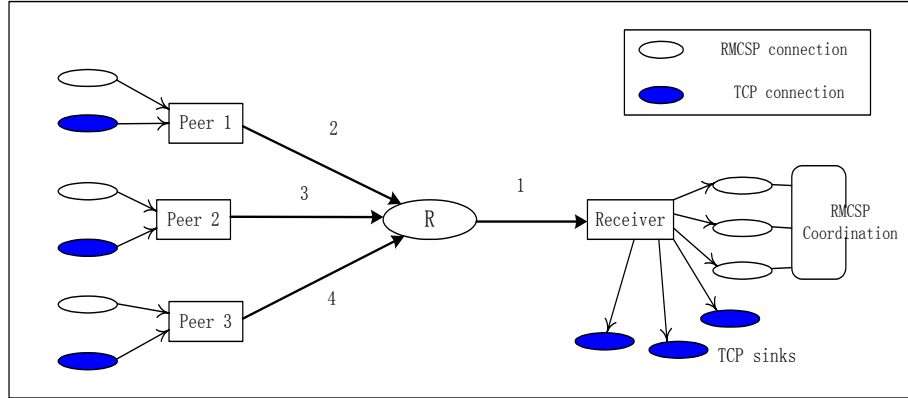 RMCSP connection
TCP connection
Peer 1
2
3
1
Peer 2
R
Receiver
RMCSP
Coordination
4
Peer 3
TCP sinks